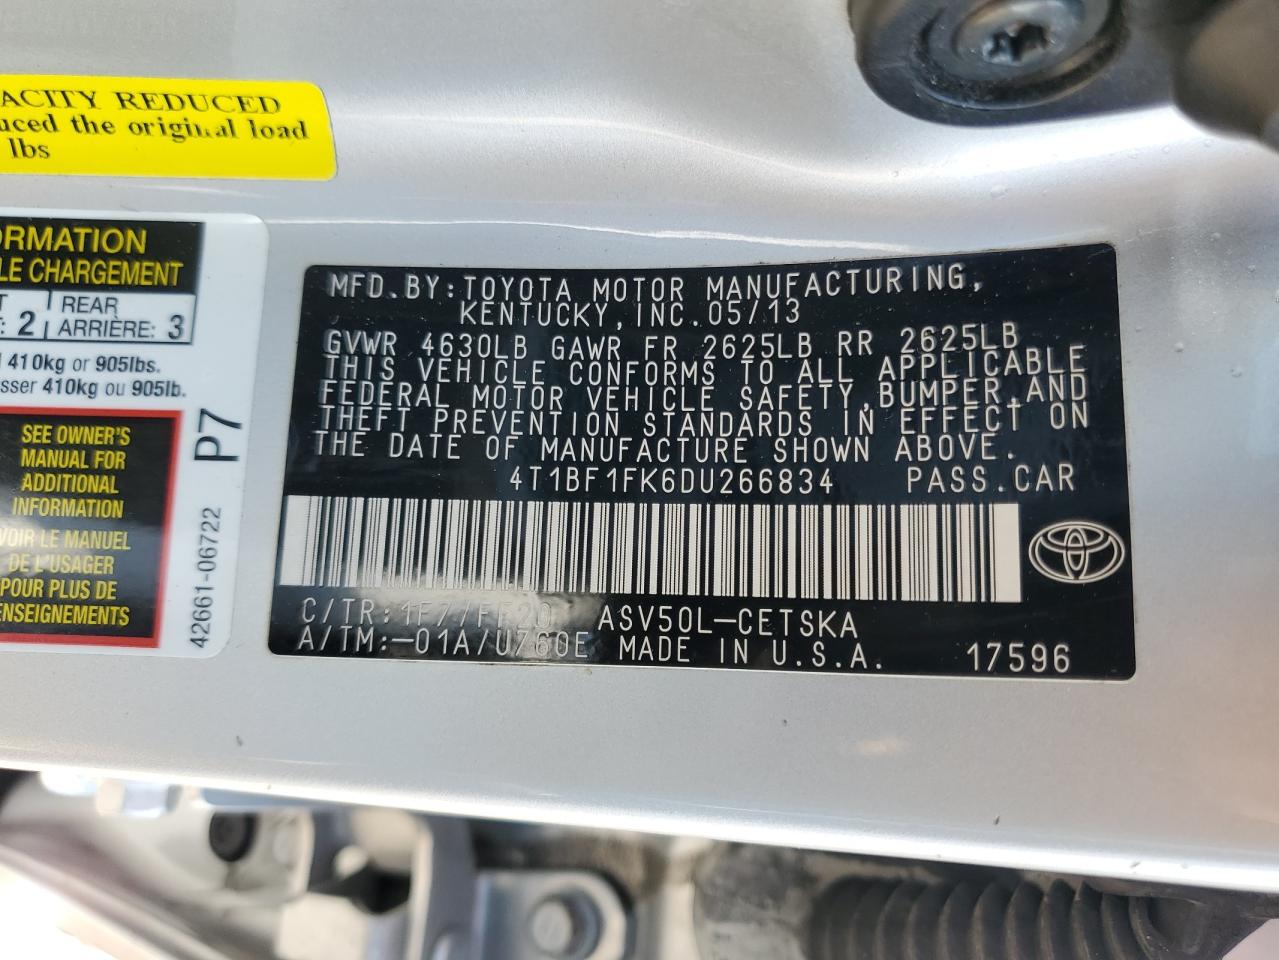 ACITY REDUCED
uced the original load
lbs
ORMATION
LE CHARGEMENT
T : 2 REAR ARRIÈRE: 3
410kg or 905lbs.
sser 410kg ou 905lb.
SEE OWNER'S
MANUAL FOR
ADDITIONAL
INFORMATION
VOIR LE MANUEL
DE L'USAGER
POUR PLUS DE
ENSEIGNMENTS
P7
42661-06722
MFD.BY:TOYOTA MOTOR MANUFACTURING,
KENTUCKY,INC.05/13
GVWR 4630LB GAWR FR 2625LB RR 2625LB
THIS VEHICLE CONFORMS TO ALL APPLICABLE
FEDERAL MOTOR VEHICLE SAFETY,BUMPER,AND
THEFT PREVENTION STANDARDS IN EFFECT ON
THE DATE OF MANUFACTURE SHOWN ABOVE.
4T1BF1FK6DU266834 PASS.CAR
C/TR:1F7/FF20 ASV50L-CETSKA
A/TM:-01A/U760E MADE IN U.S.A. 17596